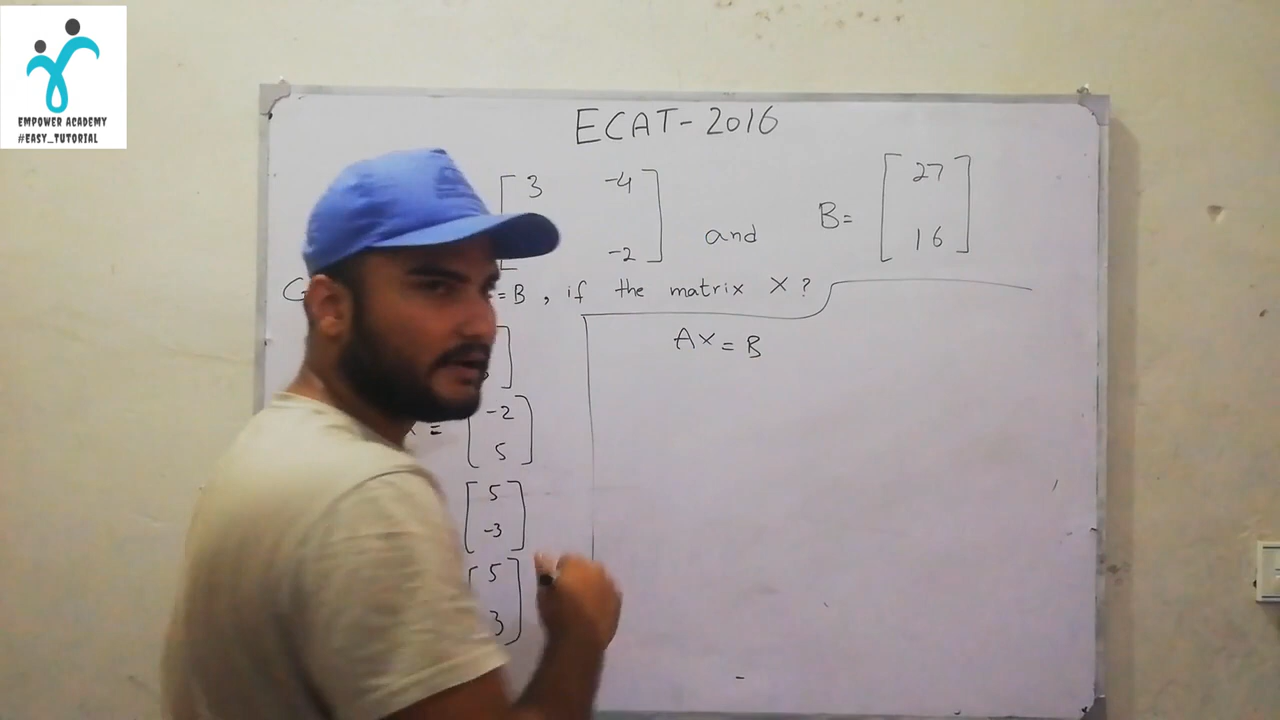 EMPOWER ACADEMY
#EASY_TUTORIAL
ECAT-2016
3 -4
-2
and
B=
27
16
=B, if the matrix X?
AX=B
=
-2
5
5
-3
5
3